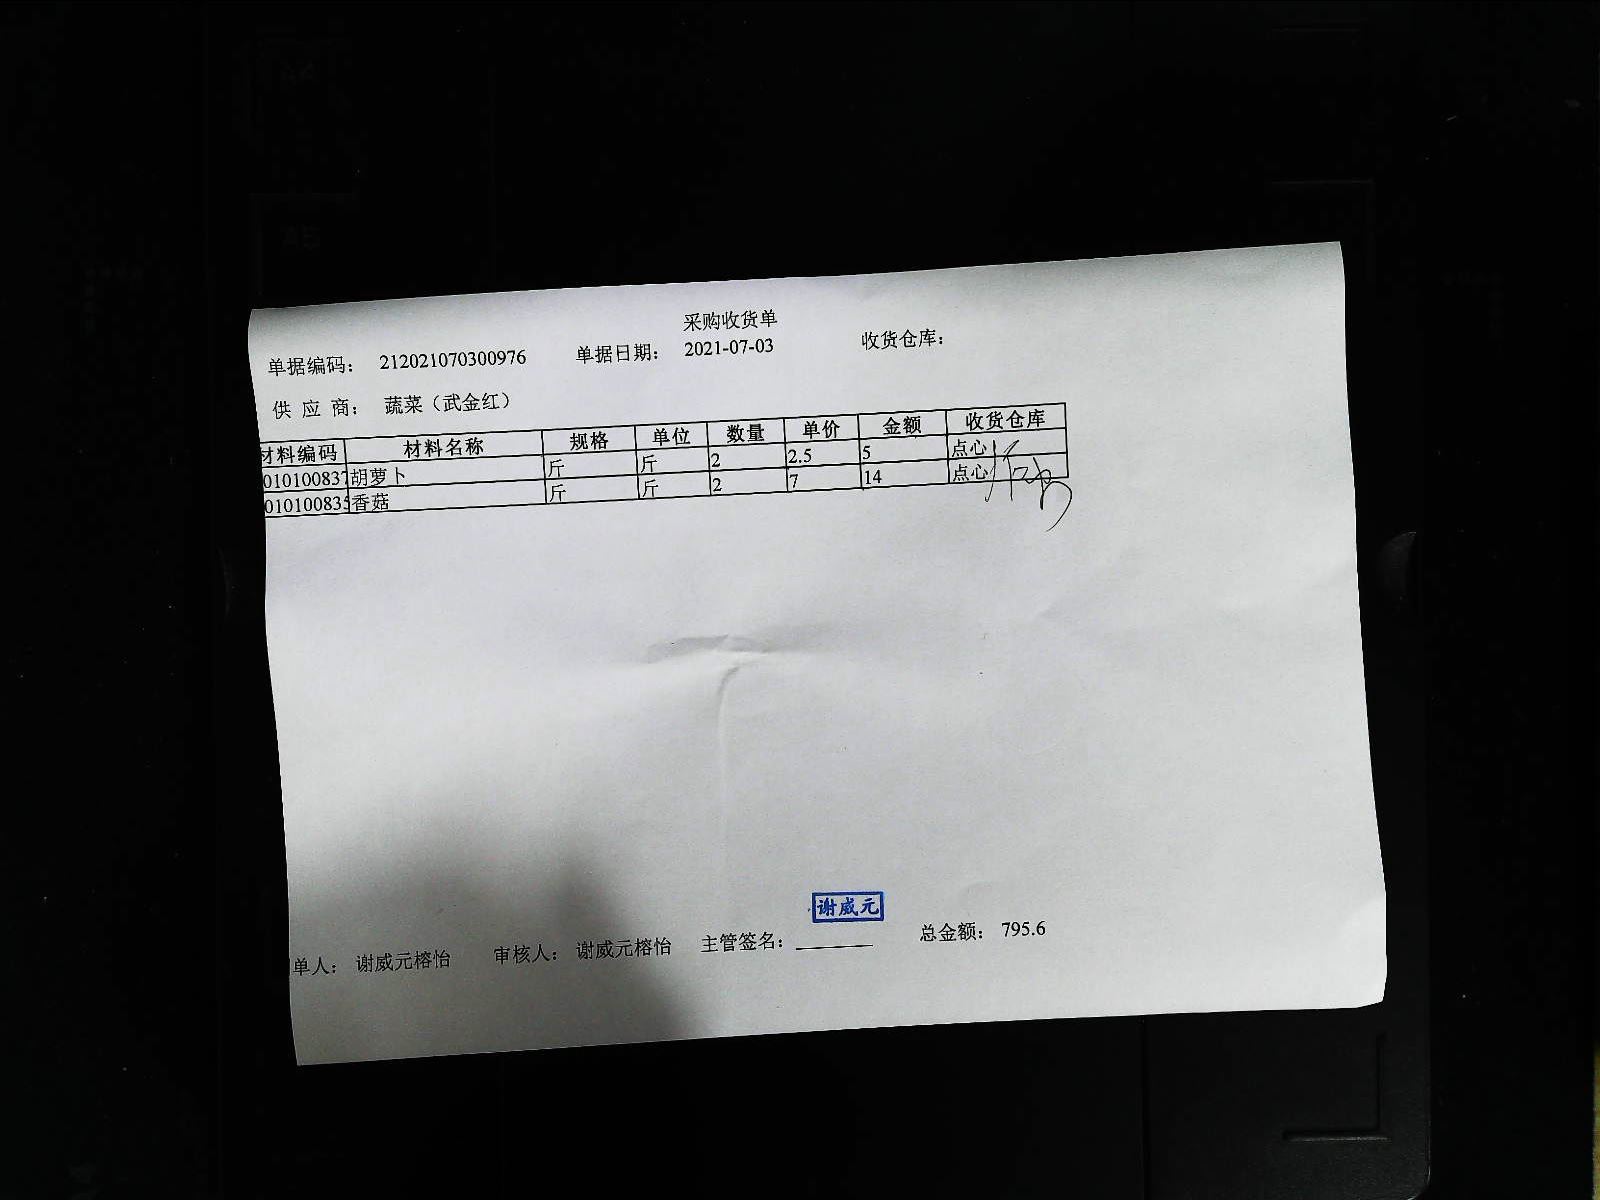 采购收货单
单据编码： 212021070300976 单据日期： 2021-07-03 收货仓库：
供应商： 蔬菜（武金红）
材料编码 材料名称 规格 单位 数量 单价 金额 收货仓库
010100837 胡萝卜 斤 斤 2 2.5 5 点心
010100835 香菇 斤 斤 2 7 14 点心
谢威元
单人： 谢威元榕怡 审核人： 谢威元榕怡 主管签名： 总金额： 795.6